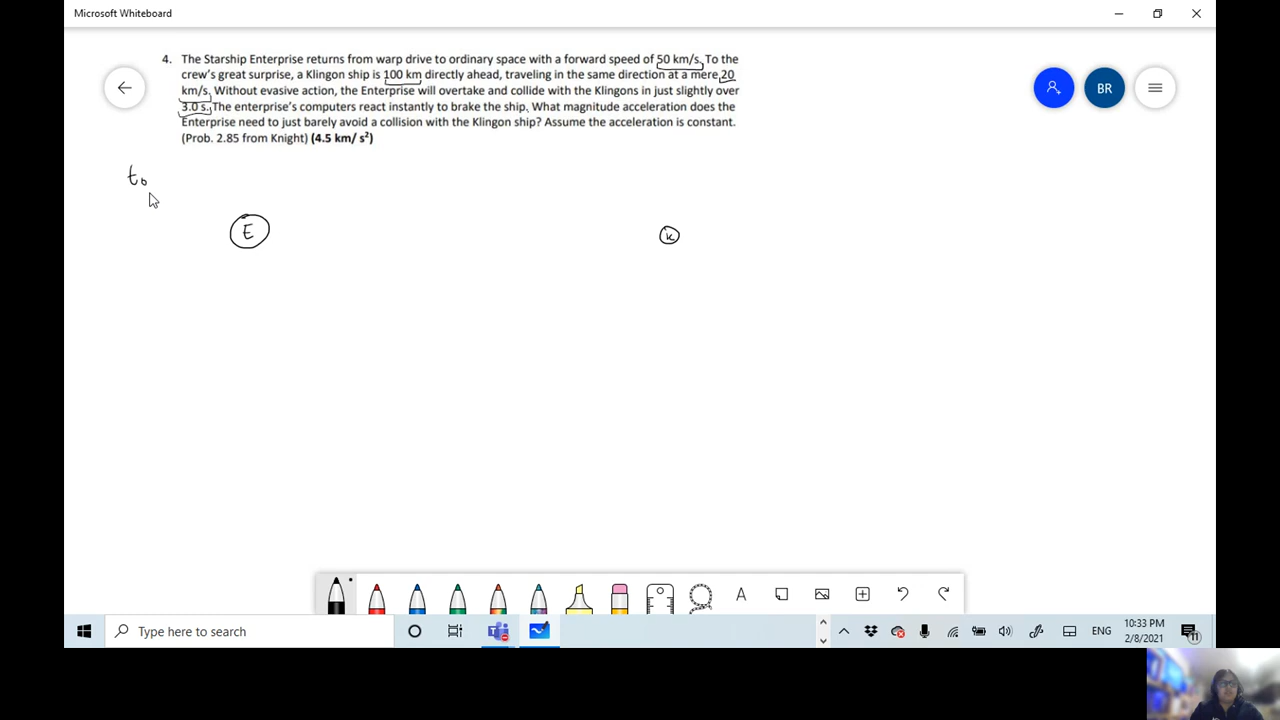 Microsoft Whiteboard
4. The Starship Enterprise returns from warp drive to ordinary space with a forward speed of 50 km/s. To the
crew's great surprise, a Klingon ship is 100 km directly ahead, traveling in the same direction at a mere 20
km/s. Without evasive action, the Enterprise will overtake and collide with the Klingons in just slightly over
3.0 s. The enterprise's computers react instantly to brake the ship. What magnitude acceleration does the
Enterprise need to just barely avoid a collision with the Klingon ship? Assume the acceleration is constant.
(Prob. 2.85 from Knight) (4.5 km/ s²)
BR
t₀
E
K
A
Type here to search
ENG
10:33 PM
2/8/2021
11